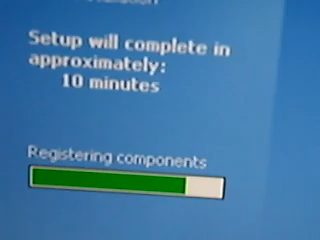 Setup will complete in
approximately:
10 minutes
Registering components